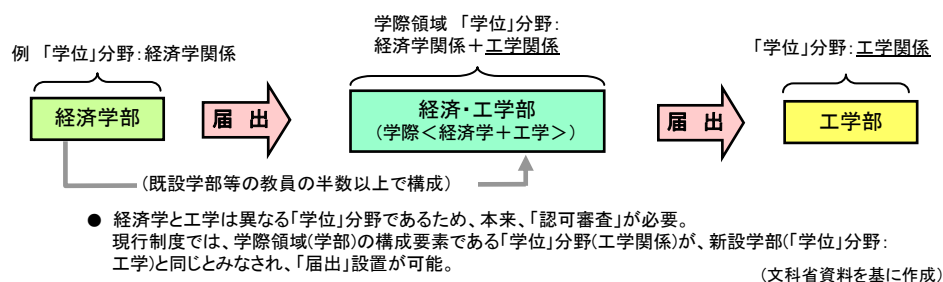 学際領域 「学位」分野:
経済学関係+工学関係
例 「学位」分野:経済学関係
「学位」分野:工学関係
経済学部
届 出
経済・工学部
(学際<経済学+工学>)
届 出
工学部
(既設学部等の教員の半数以上で構成)
● 経済学と工学は異なる「学位」分野であるため、本来、「認可審査」が必要。
現行制度では、学際領域(学部)の構成要素である「学位」分野(工学関係)が、新設学部(「学位」分野:
工学)と同じとみなされ、「届出」設置が可能。
(文科省資料を基に作成)